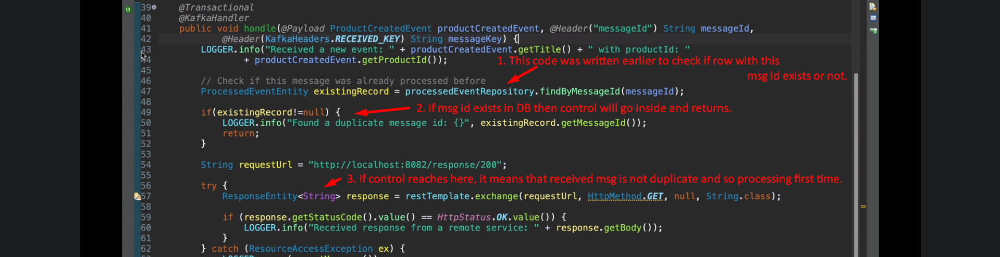 39 @Transactional
40 @KafkaHandler
41 public void handle(@Payload ProductCreatedEvent productCreatedEvent, @Header("messageId") String messageId,
42 @Header(KafkaHeaders.RECEIVED_KEY) String messageKey) {
43 LOGGER.info("Received a new event: " + productCreatedEvent.getTitle() + " with productId: "
44 + productCreatedEvent.getProductId());
1. This code was written earlier to check if row with this
msg id exists or not.
45
46 // Check if this message was already processed before
47 ProcessedEventEntity existingRecord = processedEventRepository.findByMessageId(messageId);
48
49 if(existingRecord!=null) {
2. If msg id exists in DB then control will go inside and returns.
50 LOGGER.info("Found a duplicate message id: {}", existingRecord.getMessageId());
51 return;
52 }
53
54 String requestUrl = "http://localhost:8082/response/200";
55
3. If control reaches here, it means that received msg is not duplicate and so processing first time.
56 try {
57 ResponseEntity<String> response = restTemplate.exchange(requestUrl, HttpMethod.GET, null, String.class);
58
59 if (response.getStatusCode().value() == HttpStatus.OK.value()) {
60 LOGGER.info("Received response from a remote service: " + response.getBody());
61 }
62 } catch (ResourceAccessException ex) {